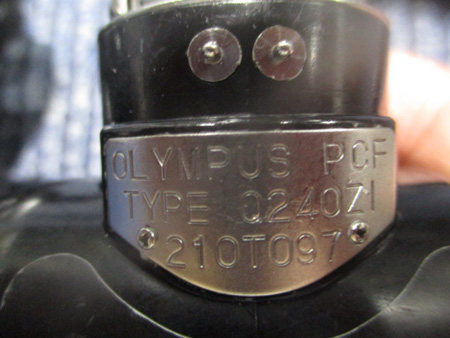 OLYMPUS PCF
TYPE Q240ZI
210T097